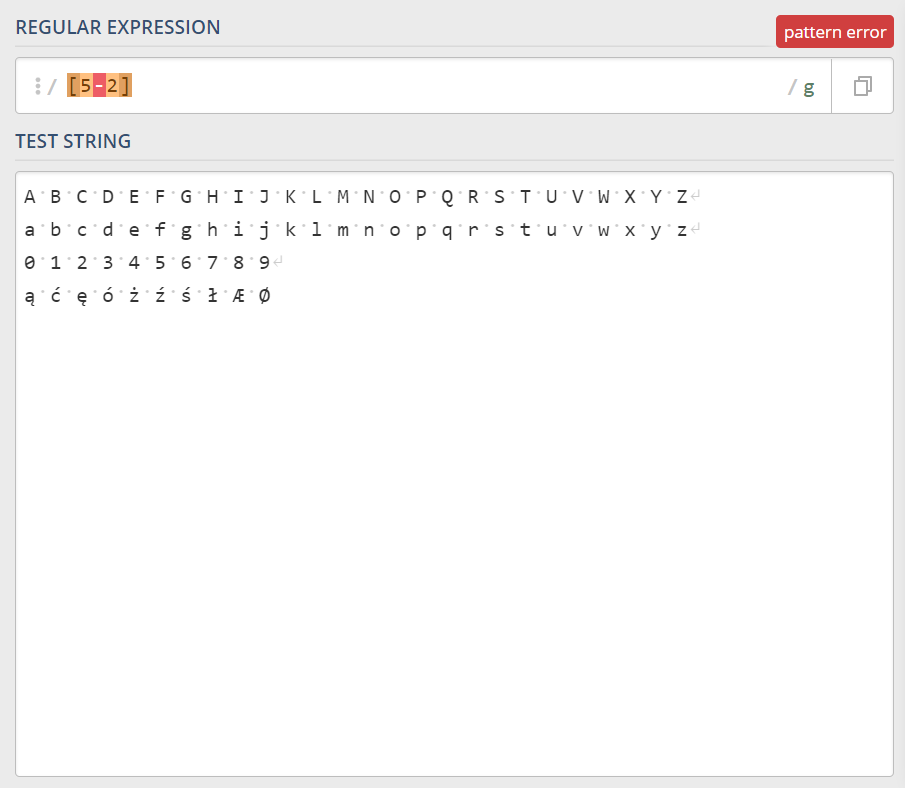 REGULAR EXPRESSION
pattern error
/ [5-2] / g
TEST STRING
A·B·C·D·E·F·G·H·I·J·K·L·M·N·O·P·Q·R·S·T·U·V·W·X·Y·Z↵
a·b·c·d·e·f·g·h·i·j·k·l·m·n·o·p·q·r·s·t·u·v·w·x·y·z↵
0·1·2·3·4·5·6·7·8·9↵
ą·ć·ę·ó·ż·ź·ś·ł·Æ·Ø